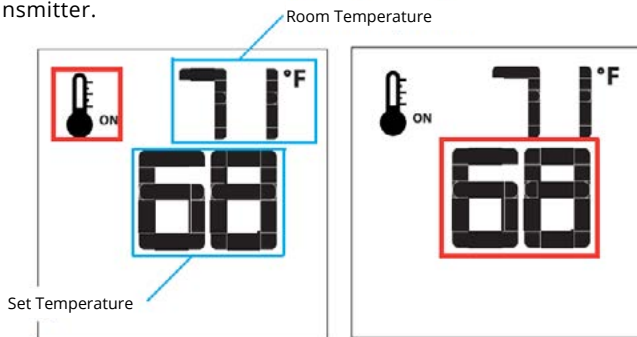 nsmitter.
Room Temperature
71 °F
ON
68
Set Temperature
71 °F
ON
68